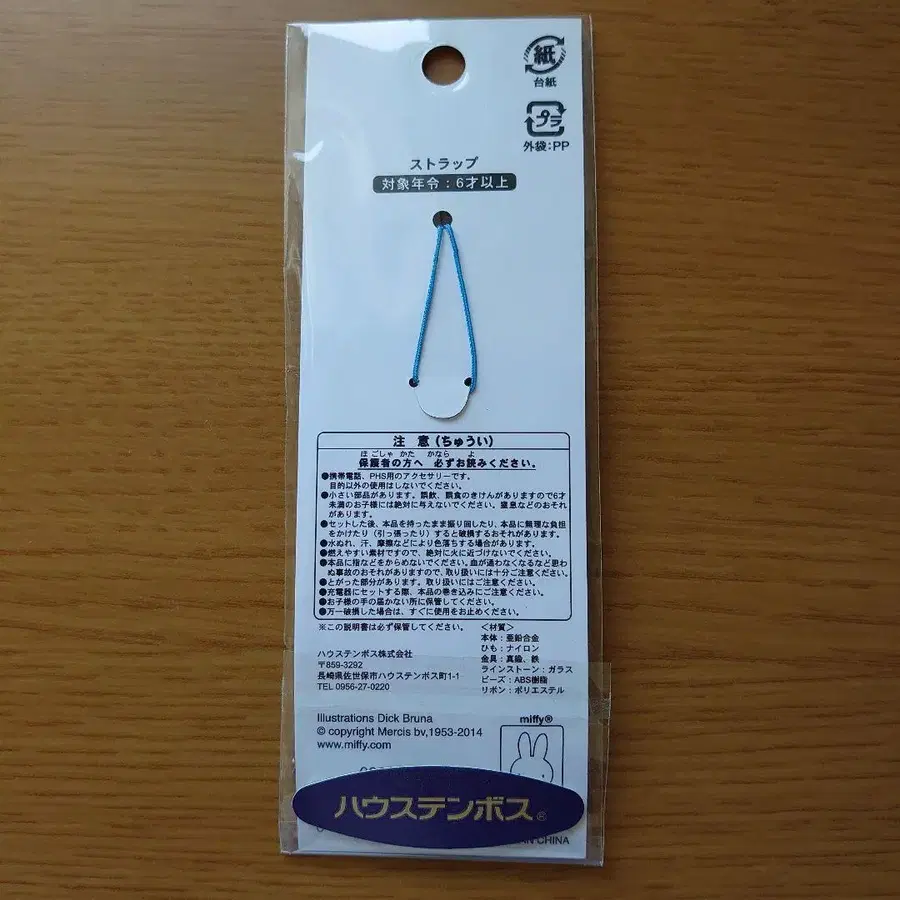 紙
台紙
プラ
外袋:PP
ストラップ
対象年令:6才以上
注 意(ちゅうい)
ほごしゃ かた かなら よ
保護者の方へ 必ずお読みください。
●携帯電話、PHS用のアクセサリーです。
目的以外の使用はしないでください。
●小さい部品があります。誤飲、誤食のきけんがありますので6才
未満のお子様には絶対に与えないでください。窒息などのおそれ
があります。
●セットした後、本品を持ったまま振り回したり、本品に無理な負担
をかけたり(引っ張ったり)すると破損するおそれがあります。
●水ぬれ、汗、摩擦などにより色落ちする場合があります。
●燃えやすい素材ですので、絶対に火に近づけないでください。
●本品に指などをからめないでください。血が通わなくなるなど思わ
ぬ事故のおそれがありますので、取り扱いには十分ご注意ください。
●とがった部分があります。取り扱いにはご注意ください。
●充電器にセットする際、本品の巻き込みにご注意ください。
●お子様の手の届かない所に保管してください。
●万一破損した場合は、すぐに使用をお止めください。
※この説明書は必ず保管してください。
ハウステンボス株式会社
〒859-3292
長崎県佐世保市ハウステンボス町1-1
TEL 0956-27-0220
<材質>
本体:亜鉛合金
ひも:ナイロン
金具:真鍮、鉄
ラインストーン:ガラス
ビーズ:ABS樹脂
リボン:ポリエステル
Illustrations Dick Bruna
© copyright Mercis bv,1953-2014
www.miffy.com
miffy®
ハウステンボス®
CHINA